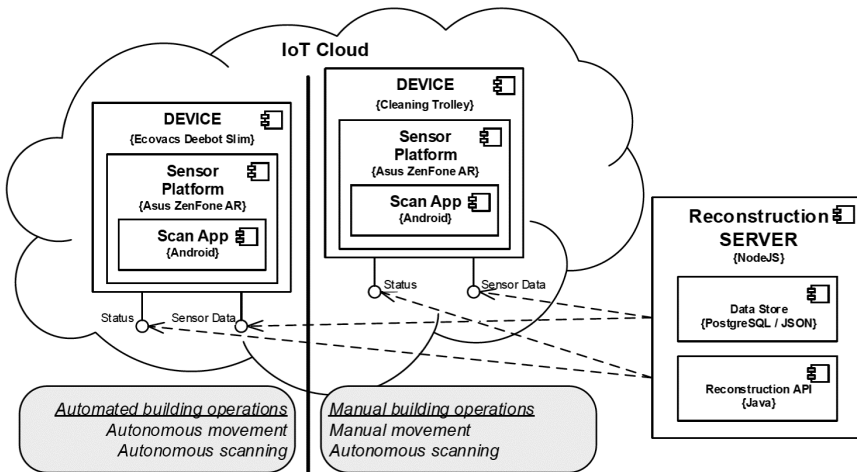 IoT Cloud
DEVICE
{Ecovacs Deebot Slim}
Sensor
Platform
{Asus ZenFone AR}
Scan App
{Android}
Status
Sensor Data
DEVICE
{Cleaning Trolley}
Sensor
Platform
{Asus ZenFone AR}
Scan App
{Android}
Status
Sensor Data
Reconstruction
SERVER
{NodeJS}
Data Store
{PostgreSQL / JSON}
Reconstruction API
{Java}
Automated building operations
Autonomous movement
Autonomous scanning
Manual building operations
Manual movement
Autonomous scanning